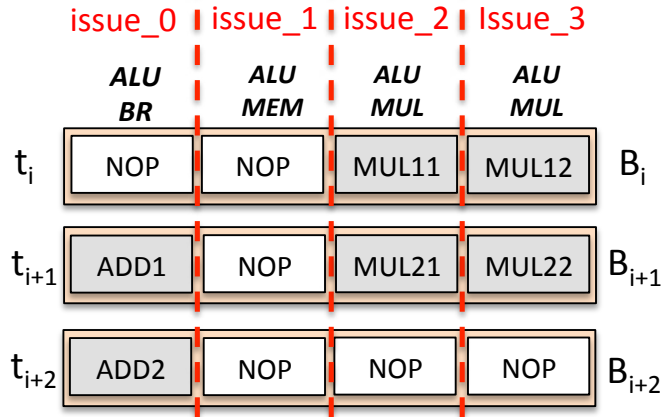 issue_0 issue_1 issue_2 Issue_3
ALU ALU ALU ALU
BR MEM MUL MUL
tᵢ NOP NOP MUL11 MUL12 Bᵢ
tᵢ₊₁ ADD1 NOP MUL21 MUL22 Bᵢ₊₁
tᵢ₊₂ ADD2 NOP NOP NOP Bᵢ₊₂